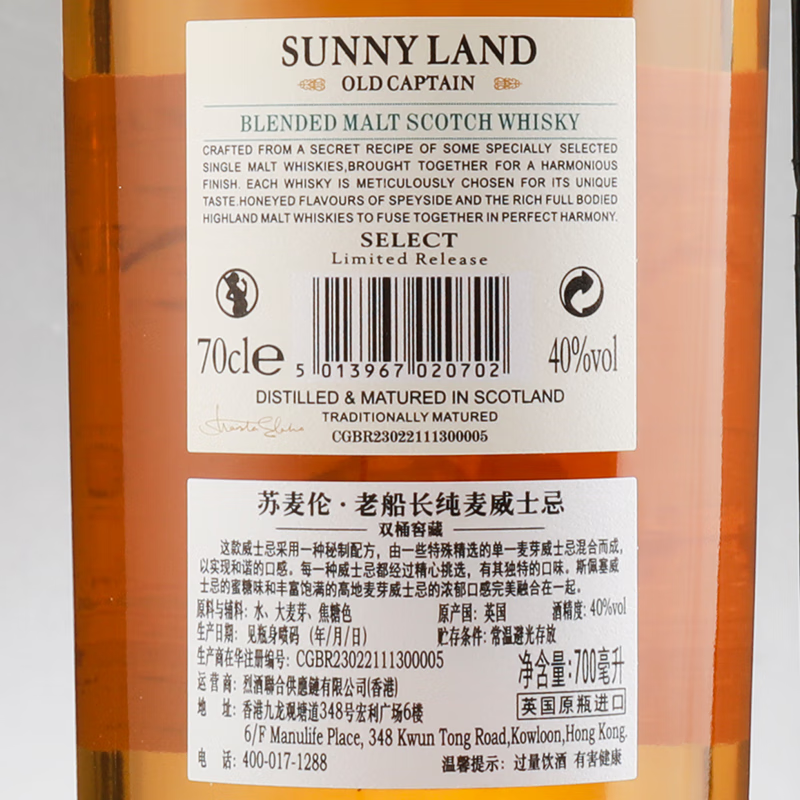 SUNNY LAND
OLD CAPTAIN
BLENDED MALT SCOTCH WHISKY
CRAFTED FROM A SECRET RECIPE OF SOME SPECIALLY SELECTED
SINGLE MALT WHISKIES,BROUGHT TOGETHER FOR A HARMONIOUS
FINISH. EACH WHISKY IS METICULOUSLY CHOSEN FOR ITS UNIQUE
TASTE.HONEYED FLAVOURS OF SPEYSIDE AND THE RICH FULL BODIED
HIGHLAND MALT WHISKIES TO FUSE TOGETHER IN PERFECT HARMONY.
SELECT
Limited Release
70cle 5 013967 020702 40%vol
DISTILLED & MATURED IN SCOTLAND
TRADITIONALLY MATURED
CGBR23022111300005
苏麦伦·老船长纯麦威士忌
双桶窖藏
这款威士忌采用一种秘制配方，由一些特殊精选的单一麦芽威士忌混合而成，
以实现和谐的口感。每一种威士忌都经过精心挑选，有其独特的口味。斯佩塞威
士忌的蜜糖味和丰富饱满的高地麦芽威士忌的浓郁口感完美融合在一起。
原料与辅料: 水、大麦芽、焦糖色 原产国: 英国 酒精度: 40%vol
生产日期: 见瓶身喷码 (年/月/日) 贮存条件: 常温避光存放
生产商在华注册编号: CGBR23022111300005
净含量:700毫升
运营商: 烈酒聯合供應鏈有限公司(香港)
英国原瓶进口
地 址: 香港九龙观塘道348号宏利广场6楼
6/F Manulife Place, 348 Kwun Tong Road,Kowloon,Hong Kong.
电 话: 400-017-1288 温馨提示: 过量饮酒 有害健康